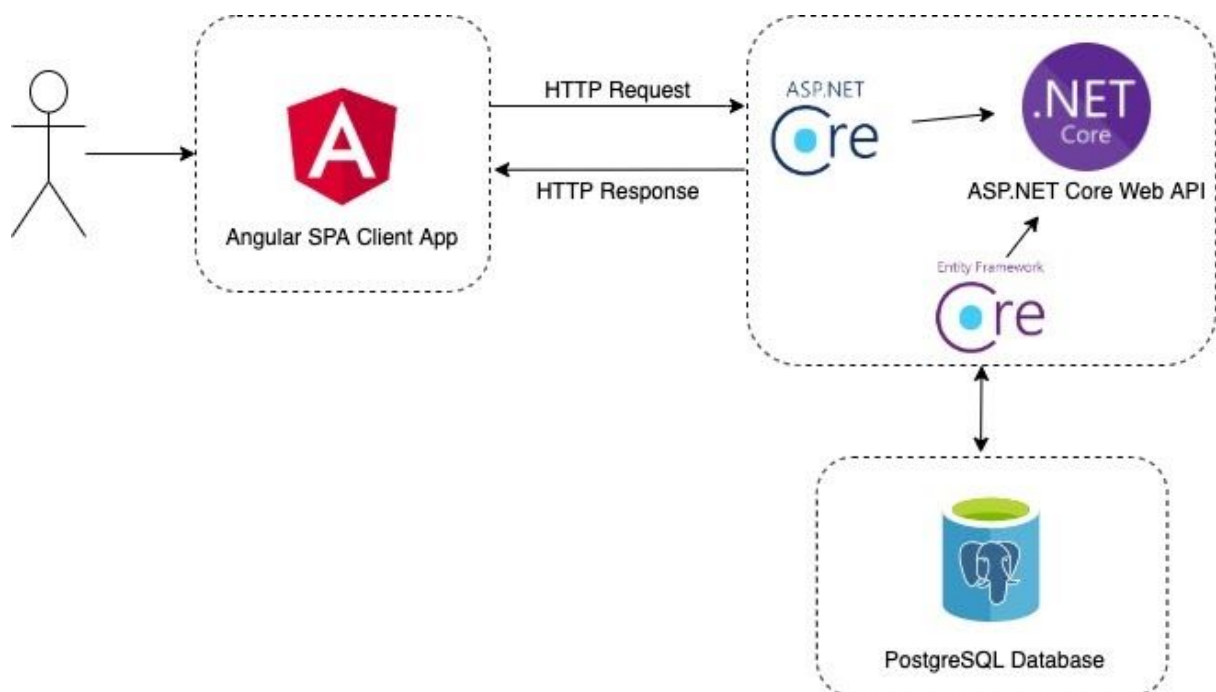 HTTP Request
ASP.NET
Core
.NET
Core
A
HTTP Response
ASP.NET Core Web API
Angular SPA Client App
Entity Framework
Core
PostgreSQL Database